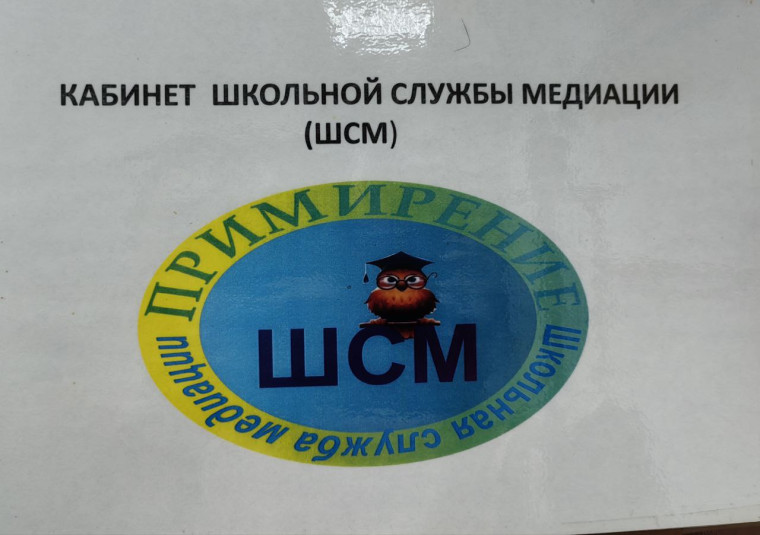 КАБИНЕТ ШКОЛЬНОЙ СЛУЖБЫ МЕДИАЦИИ
(ШСМ)
ПРИМИРЕНИЕ
ШСМ
Школьная служба медиации